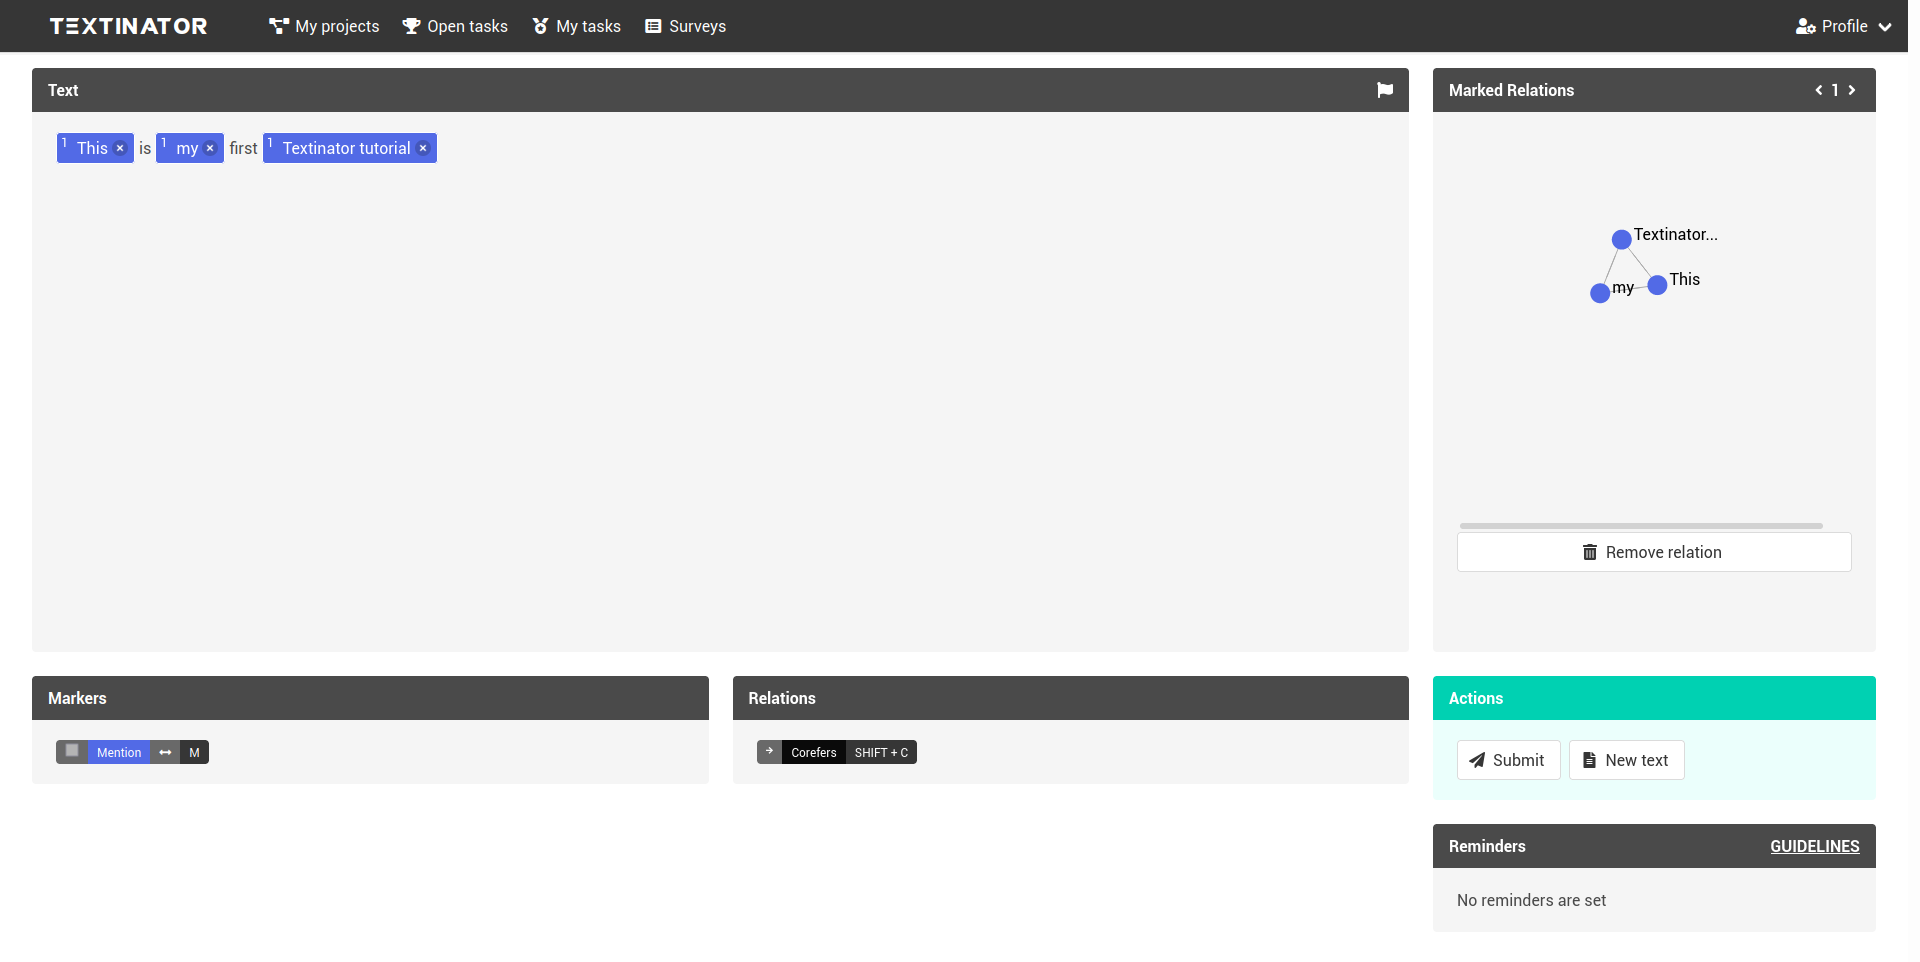 TEXTINATOR My projects Open tasks My tasks Surveys Profile
Text
1 This is 1 my first 1 Textinator tutorial
Marked Relations 1
Textinator...
This
my
Remove relation
Markers
Mention M
Relations
Corefers SHIFT + C
Actions
Submit New text
Reminders GUIDELINES
No reminders are set